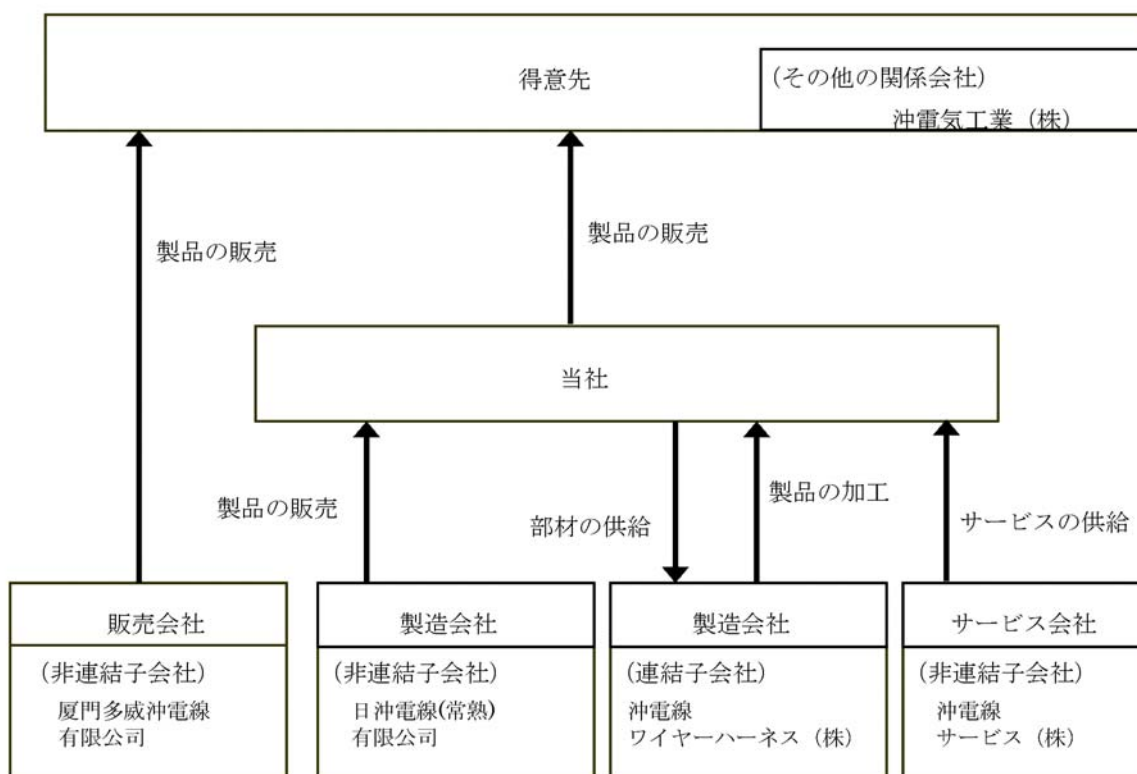 得意先
(その他の関係会社)
沖電気工業（株）
製品の販売
製品の販売
当社
製品の販売
部材の供給
製品の加工
サービスの供給
販売会社
(非連結子会社)
厦門多威沖電線
有限公司
製造会社
(非連結子会社)
日沖電線(常熟)
有限公司
製造会社
(連結子会社)
沖電線
ワイヤーハーネス（株）
サービス会社
(非連結子会社)
沖電線
サービス（株）